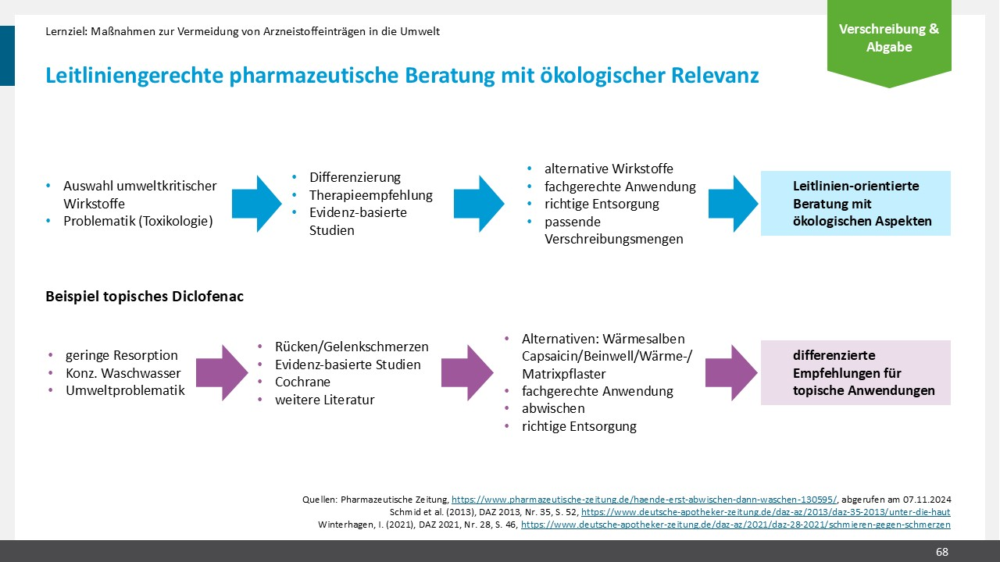 Lernziel: Maßnahmen zur Vermeidung von Arzneistoffeinträgen in die Umwelt
Verschreibung &
Abgabe
Leitliniengerechte pharmazeutische Beratung mit ökologischer Relevanz
• Auswahl umweltkritischer
Wirkstoffe
• Problematik (Toxikologie)
• Differenzierung
• Therapieempfehlung
• Evidenz-basierte
Studien
• alternative Wirkstoffe
• fachgerechte Anwendung
• richtige Entsorgung
• passende
Verschreibungsmengen
Leitlinien-orientierte
Beratung mit
ökologischen Aspekten
Beispiel topisches Diclofenac
• geringe Resorption
• Konz. Waschwasser
• Umweltproblematik
• Rücken/Gelenkschmerzen
• Evidenz-basierte Studien
• Cochrane
• weitere Literatur
• Alternativen: Wärmesalben
Capsaicin/Beinwell/Wärme-/
Matrixpflaster
• fachgerechte Anwendung
• abwischen
• richtige Entsorgung
differenzierte
Empfehlungen für
topische Anwendungen
Quellen: Pharmazeutische Zeitung, https://www.pharmazeutische-zeitung.de/haende-erst-abwischen-dann-waschen-130595/, abgerufen am 07.11.2024
Schmid et al. (2013), DAZ 2013, Nr. 35, S. 52, https://www.deutsche-apotheker-zeitung.de/daz-az/2013/daz-35-2013/unter-die-haut
Winterhagen, I. (2021), DAZ 2021, Nr. 28, S. 46, https://www.deutsche-apotheker-zeitung.de/daz-az/2021/daz-28-2021/schmieren-gegen-schmerzen
68